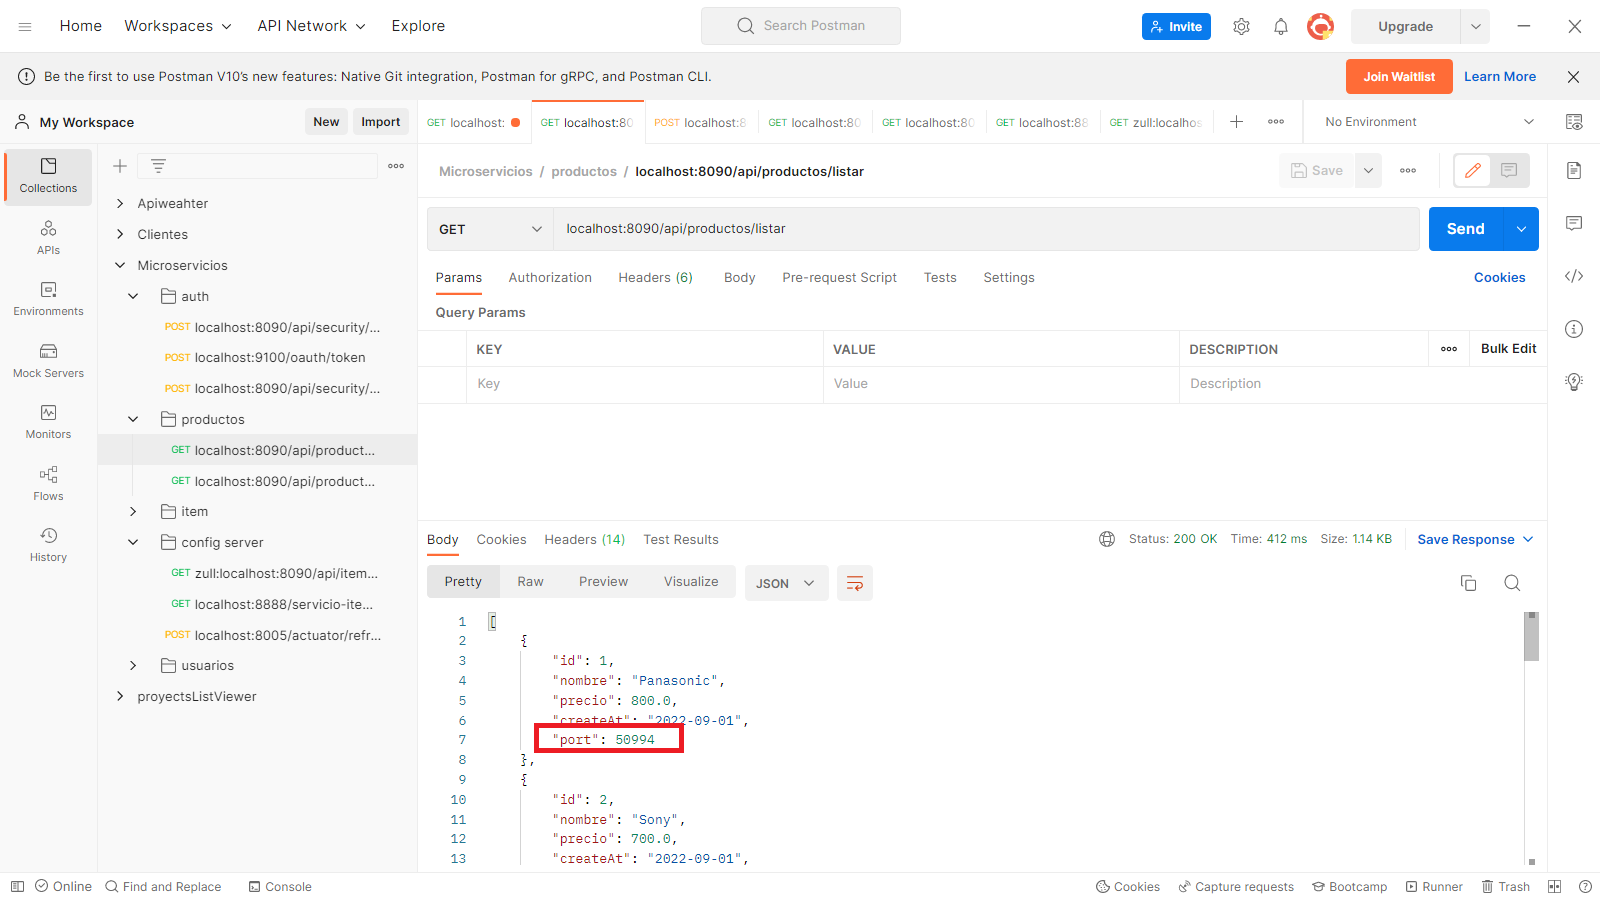 Home
Workspaces
API Network
Explore
Search Postman
Invite
Upgrade
Be the first to use Postman V10's new features: Native Git integration, Postman for gRPC, and Postman CLI.
Join Waitlist
Learn More
My Workspace
New
Import
GET localhost:
GET localhost:80
POST localhost:8
GET localhost:80
GET localhost:80
GET localhost:88
GET zull:localhos
No Environment
Collections
APIs
Environments
Mock Servers
Monitors
Flows
History
Apiweahter
Clientes
Microservicios
auth
POST localhost:8090/api/security/...
POST localhost:9100/oauth/token
POST localhost:8090/api/security/...
productos
GET localhost:8090/api/product...
GET localhost:8090/api/product...
item
config server
GET zull:localhost:8090/api/item...
GET localhost:8888/servicio-ite...
POST localhost:8005/actuator/refr...
usuarios
proyectsListViewer
Microservicios / productos / localhost:8090/api/productos/listar
Save
GET
localhost:8090/api/productos/listar
Send
Params
Authorization
Headers (6)
Body
Pre-request Script
Tests
Settings
Cookies
Query Params
KEY
VALUE
DESCRIPTION
Bulk Edit
Key
Value
Description
Body
Cookies
Headers (14)
Test Results
Status: 200 OK
Time: 412 ms
Size: 1.14 KB
Save Response
Pretty
Raw
Preview
Visualize
JSON
1 [
2 {
3 "id": 1,
4 "nombre": "Panasonic",
5 "precio": 800.0,
6 "createAt": "2022-09-01",
7 "port": 50994
8 },
9 {
10 "id": 2,
11 "nombre": "Sony",
12 "precio": 700.0,
13 "createAt": "2022-09-01",
Online
Find and Replace
Console
Cookies
Capture requests
Bootcamp
Runner
Trash